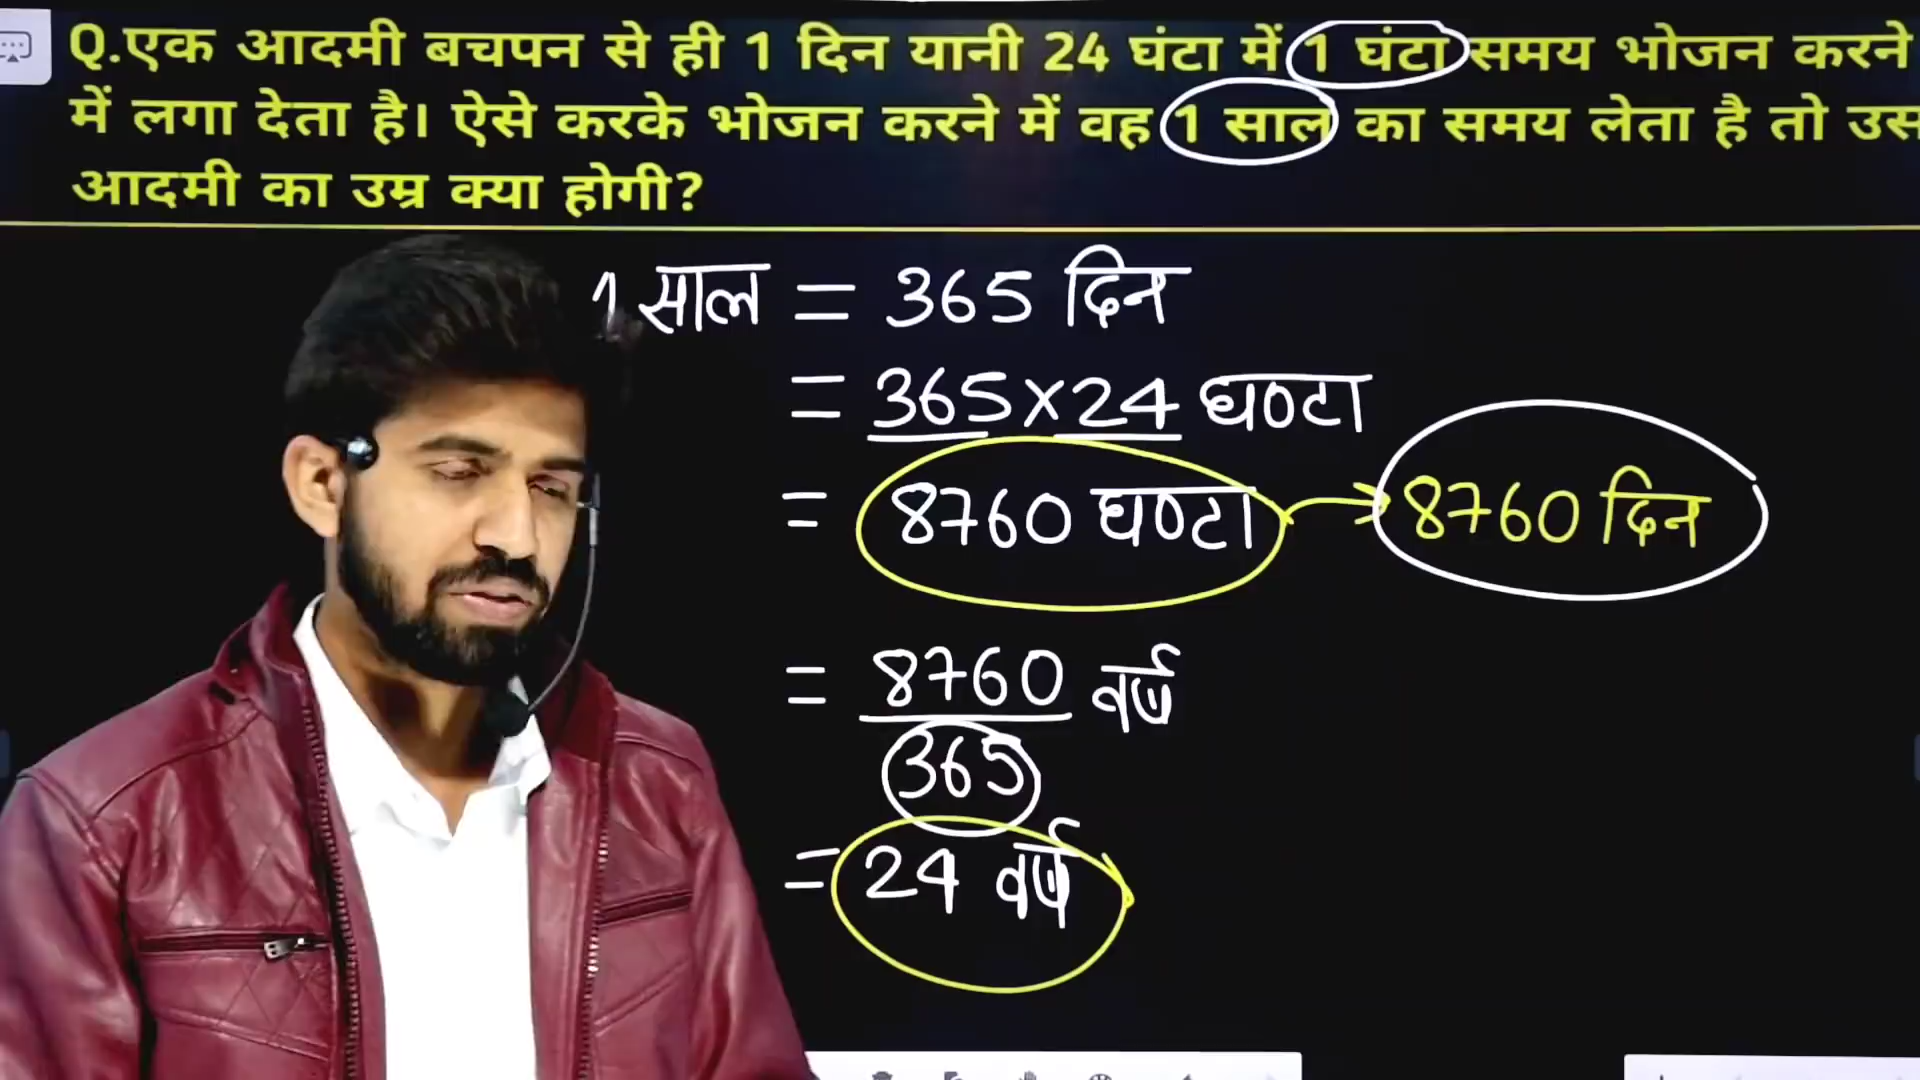 Q.एक आदमी बचपन से ही 1 दिन यानी 24 घंटा में 1 घंटा समय भोजन करने
में लगा देता है। ऐसे करके भोजन करने में वह 1 साल का समय लेता है तो उस
आदमी का उम्र क्या होगी?
1 साल = 365 दिन
= 365 × 24 घण्टा
= 8760 घण्टा → 8760 दिन
= 8760 वर्ष
365
= 24 वर्ष